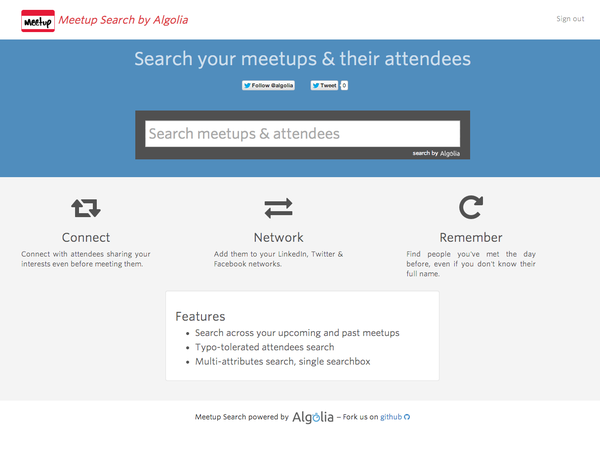 Meetup
Meetup Search by Algolia
Sign out
Search your meetups & their attendees
Follow @algolia
Tweet
0
Search meetups & attendees
search by Algolia
Connect
Connect with attendees sharing your
interests even before meeting them.
Network
Add them to your LinkedIn, Twitter &
Facebook networks.
Remember
Find people you've met the day
before, even if you don't know their
full name.
Features
• Search across your upcoming and past meetups
• Typo-tolerated attendees search
• Multi-attributes search, single searchbox
Meetup Search powered by Algolia – Fork us on github